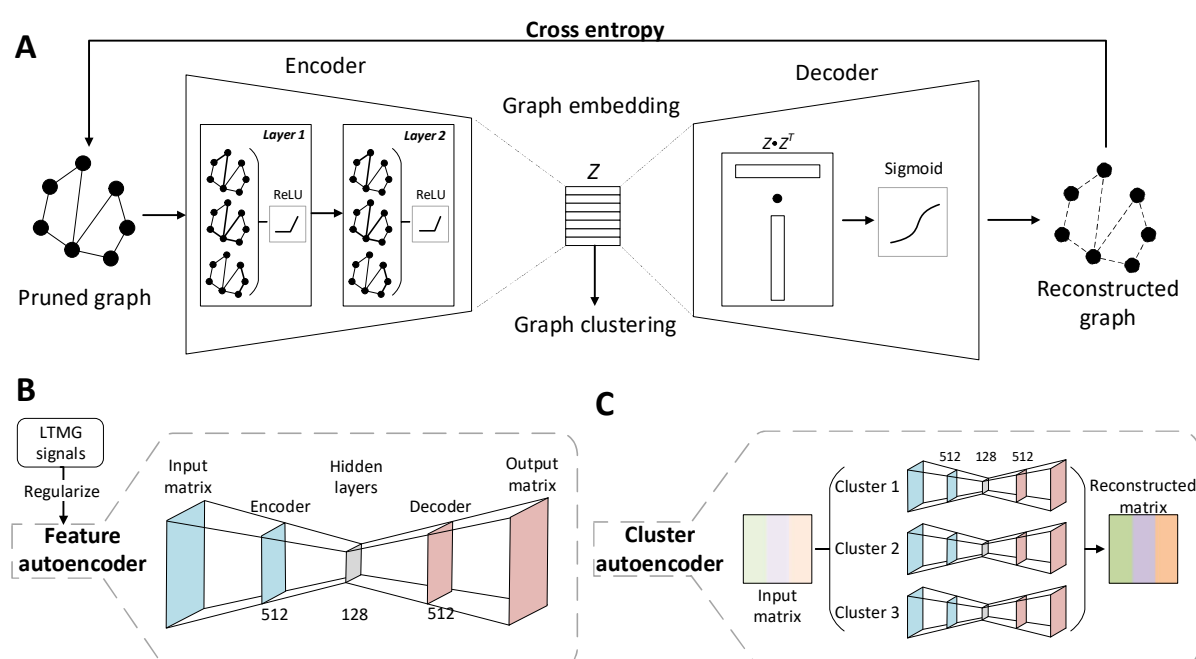 A
Cross entropy
Encoder
Decoder
Graph embedding
Layer 1
Layer 2
ReLU
ReLU
Z
Z•Z^T
Sigmoid
Pruned graph
Graph clustering
Reconstructed
graph
B
LTMG
signals
Regularize
Feature
autoencoder
Input
matrix
Encoder
Hidden
layers
Decoder
Output
matrix
512
128
512
C
Cluster
autoencoder
Input
matrix
512
128
512
Cluster 1
Cluster 2
Cluster 3
Reconstructed
matrix